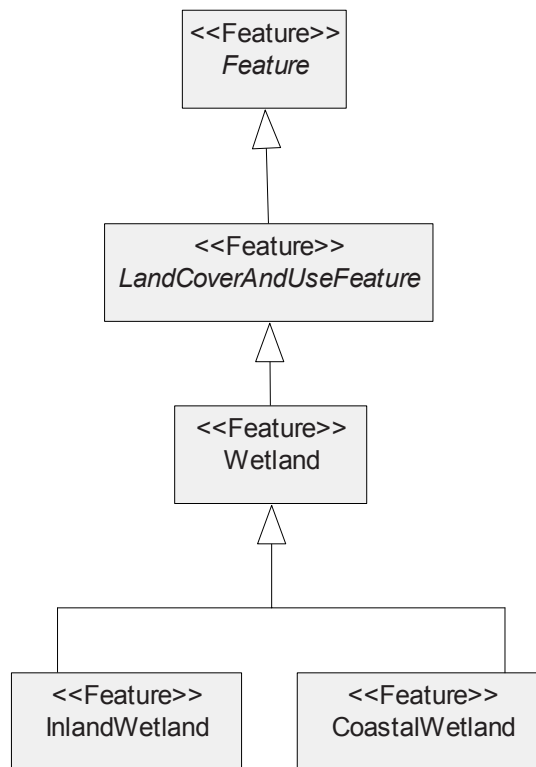 <<Feature>>
Feature
<<Feature>>
LandCoverAndUseFeature
<<Feature>>
Wetland
<<Feature>>
InlandWetland
<<Feature>>
CoastalWetland